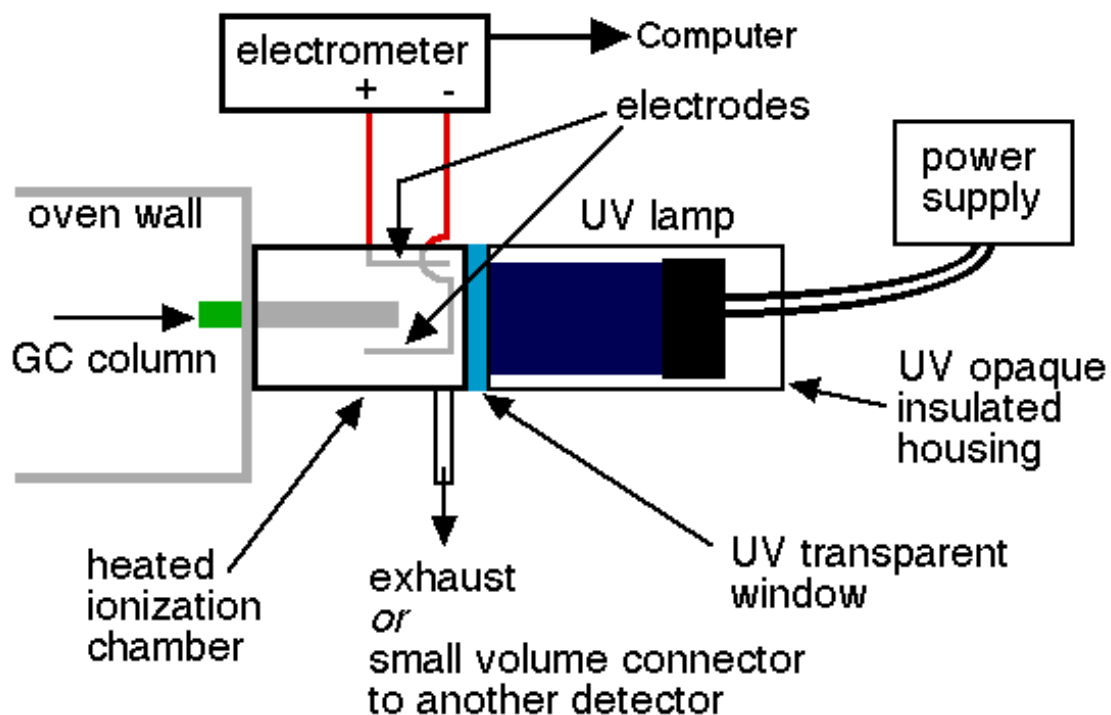 electrometer
+ -
Computer
electrodes
power
supply
oven wall
UV lamp
GC column
UV opaque
insulated
housing
heated
ionization
chamber
exhaust
or
small volume connector
to another detector
UV transparent
window